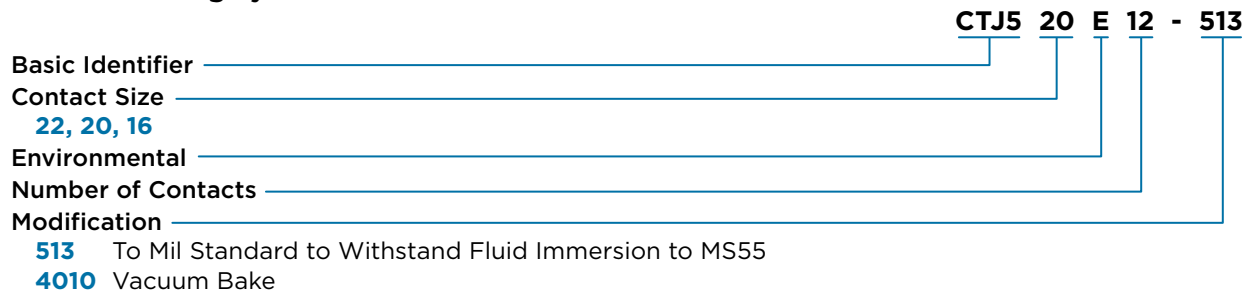 CTJ5 20 E 12 - 513
Basic Identifier
Contact Size
22, 20, 16
Environmental
Number of Contacts
Modification
513 To Mil Standard to Withstand Fluid Immersion to MS55
4010 Vacuum Bake